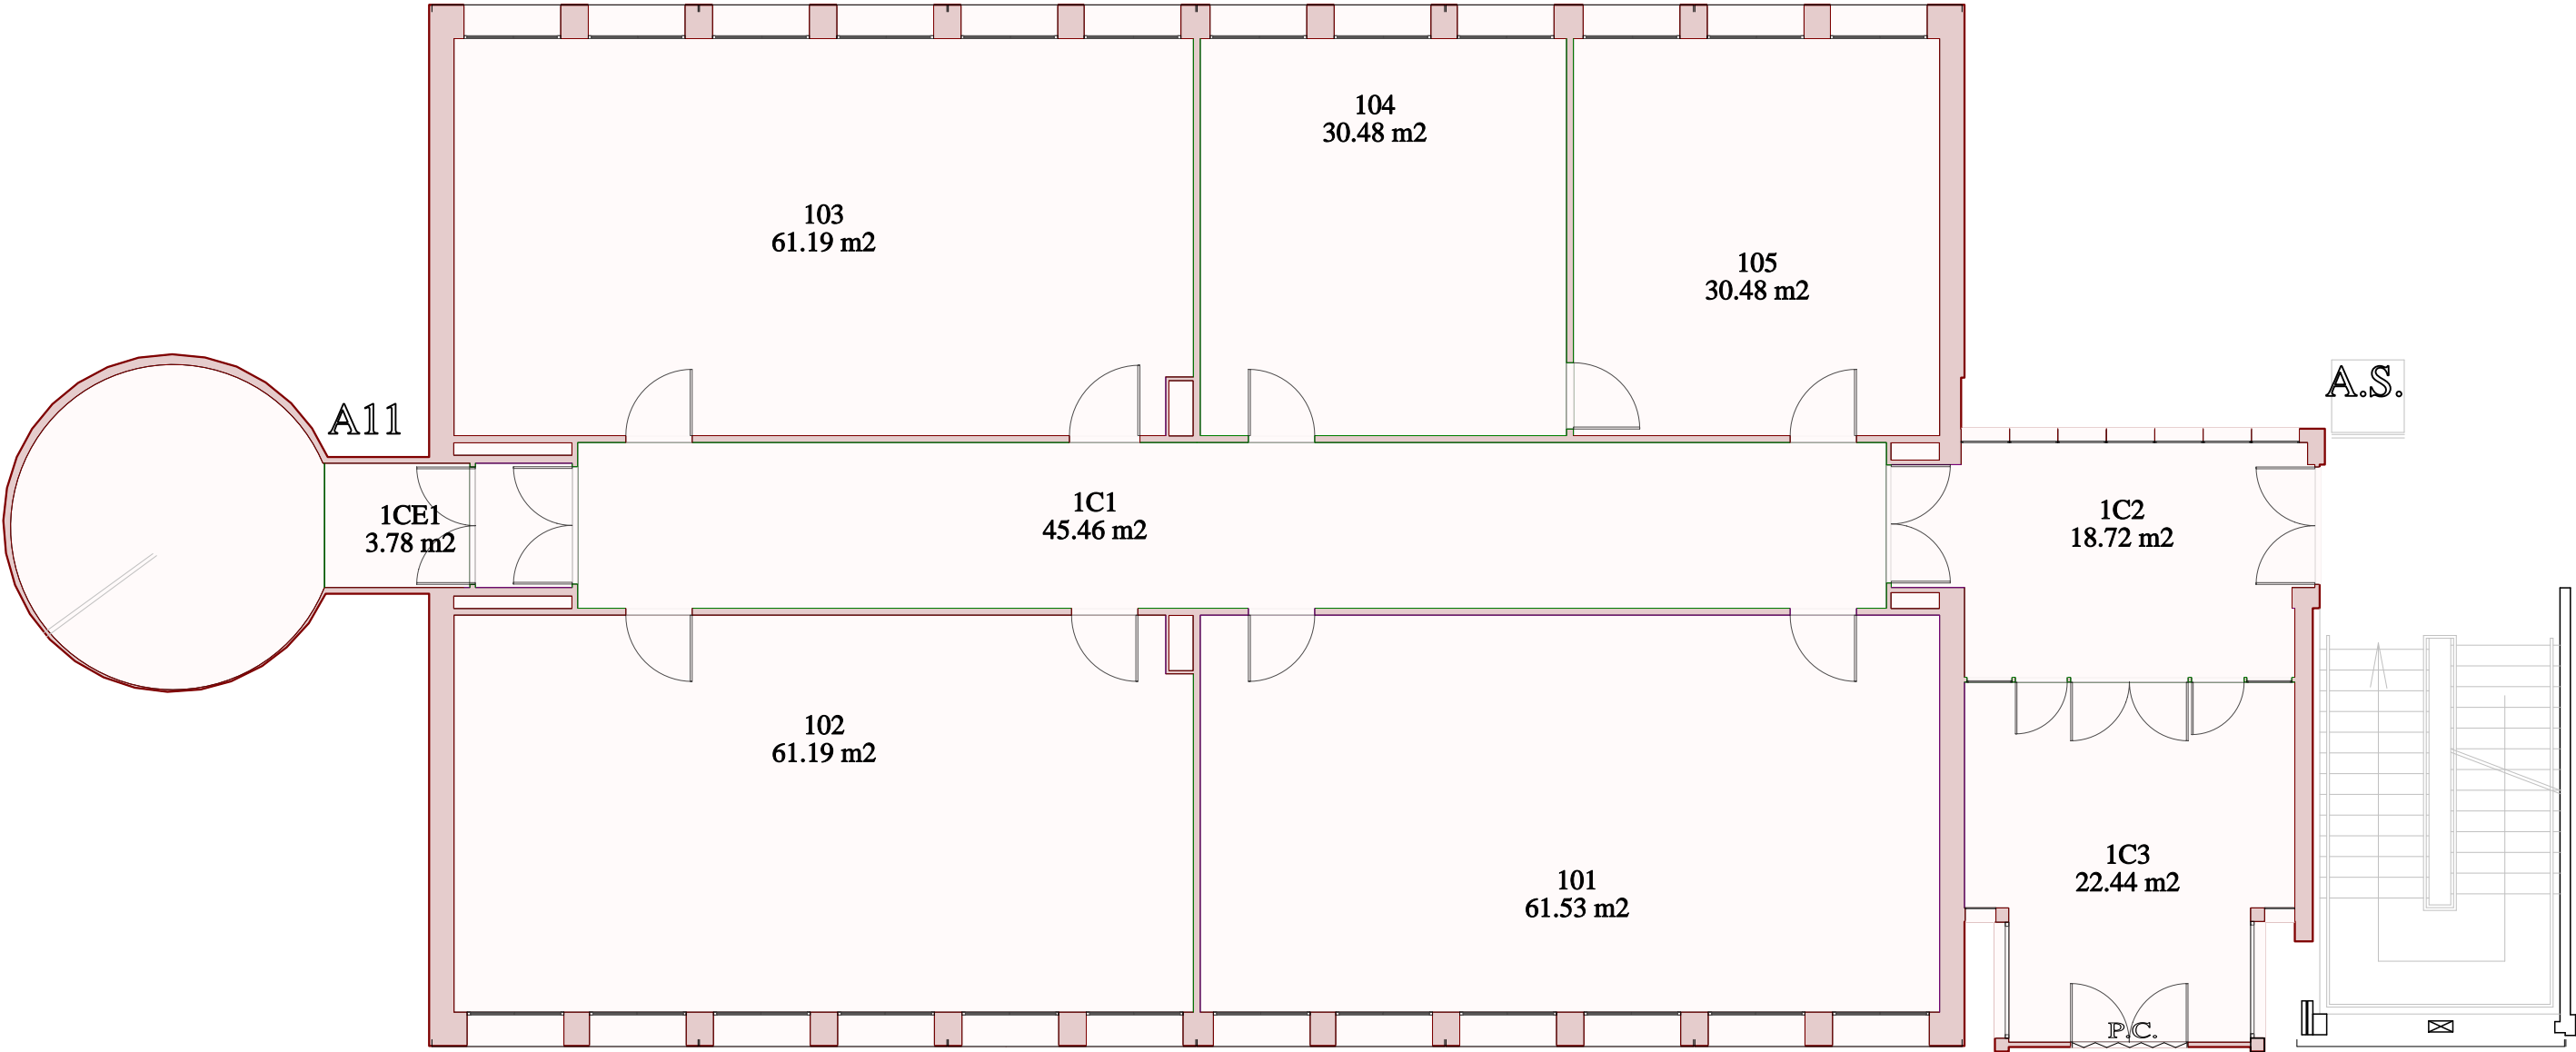 104
30.48 m2
103
61.19 m2
105
30.48 m2
A11
A.S.
1CE1
3.78 m2
1C1
45.46 m2
1C2
18.72 m2
102
61.19 m2
101
61.53 m2
1C3
22.44 m2
P.C.